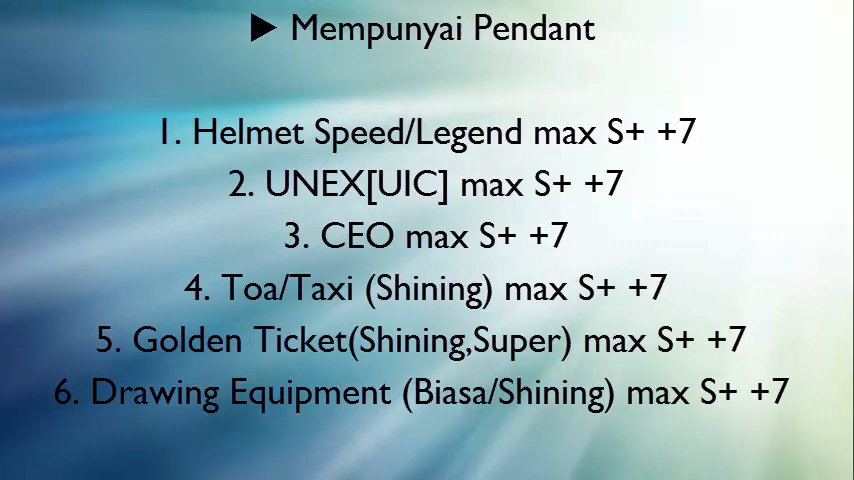 ► Mempunyai Pendant
1. Helmet Speed/Legend max S+ +7
2. UNEX[UIC] max S+ +7
3. CEO max S+ +7
4. Toa/Taxi (Shining) max S+ +7
5. Golden Ticket(Shining,Super) max S+ +7
6. Drawing Equipment (Biasa/Shining) max S+ +7